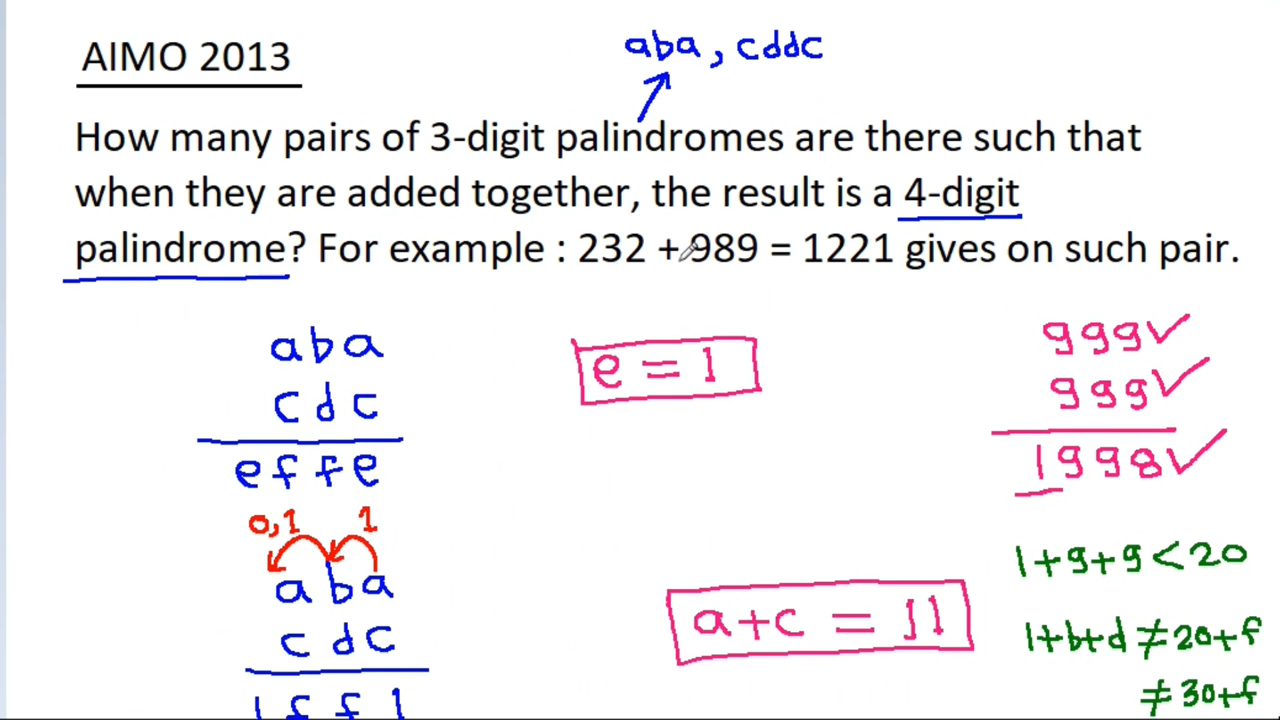 AIMO 2013
aba, cddc
How many pairs of 3-digit palindromes are there such that
when they are added together, the result is a 4-digit
palindrome? For example : 232 + 989 = 1221 gives on such pair.
aba
cdc
effe
e = 1
999✓
999✓
1998✓
0,1 1
aba
cdc
1ff1
a+c = 11
1+9+9<20
1+b+d≠20+f
≠30+f